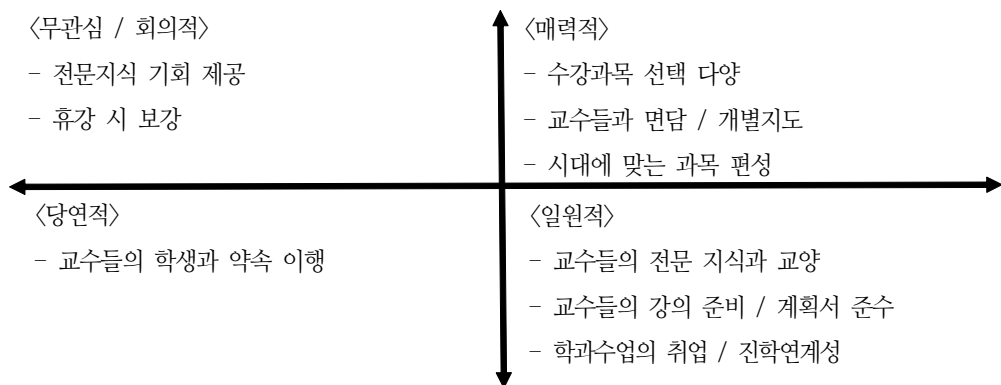 〈무관심 / 회의적〉
- 전문지식 기회 제공
- 휴강 시 보강
〈매력적〉
- 수강과목 선택 다양
- 교수들과 면담 / 개별지도
- 시대에 맞는 과목 편성
〈당연적〉
- 교수들의 학생과 약속 이행
〈일원적〉
- 교수들의 전문 지식과 교양
- 교수들의 강의 준비 / 계획서 준수
- 학과수업의 취업 / 진학연계성